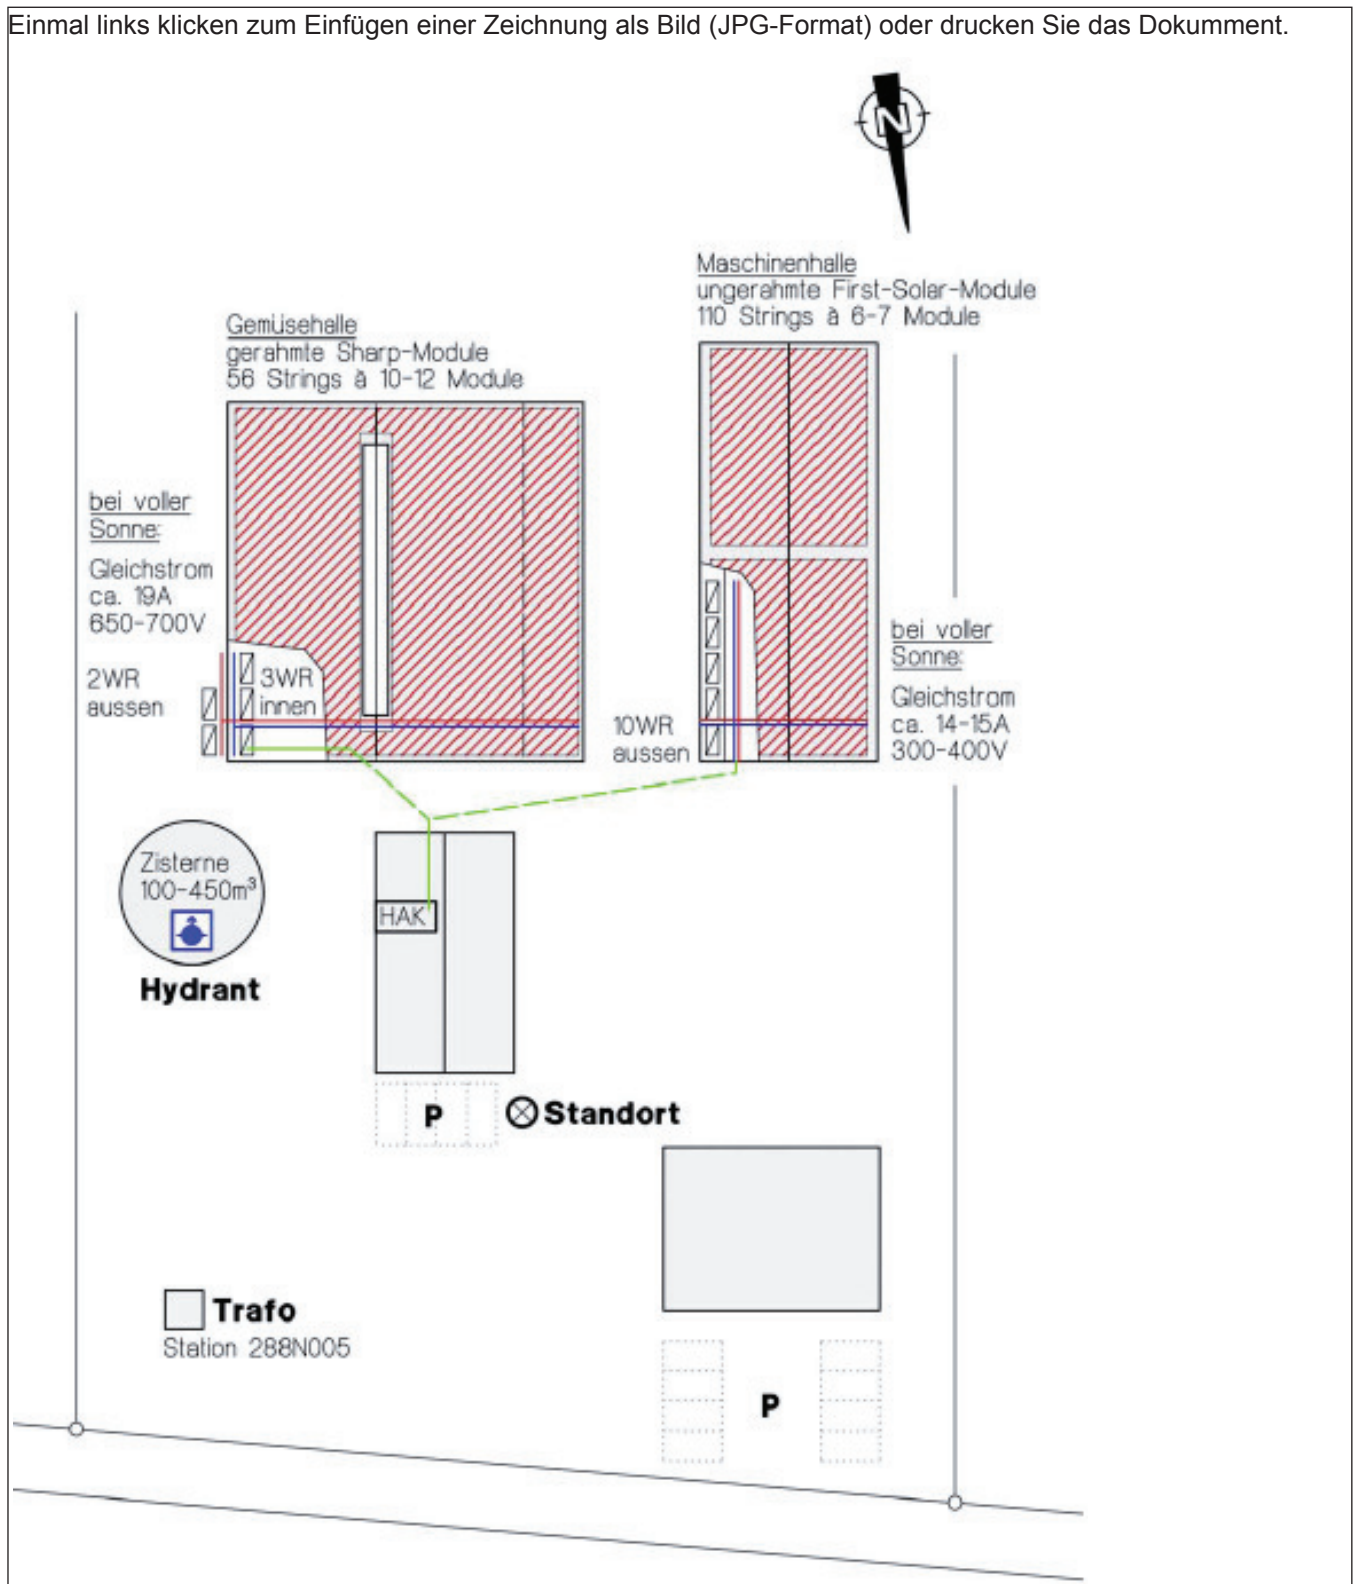 Einmal links klicken zum Einfügen einer Zeichnung als Bild (JPG-Format) oder drucken Sie das Dokumment.
N
Maschinenhalle
ungerahmte First-Solar-Module
110 Strings à 6-7 Module
Gemüsehalle
gerahmte Sharp-Module
56 Strings à 10-12 Module
bei voller
Sonne:
Gleichstrom
ca. 19A
650-700V
2WR
aussen
3WR
innen
bei voller
Sonne:
Gleichstrom
ca. 14-15A
300-400V
10WR
aussen
Zisterne
100-450m³
Hydrant
HAK
P
Standort
Trafo
Station 288N005
P